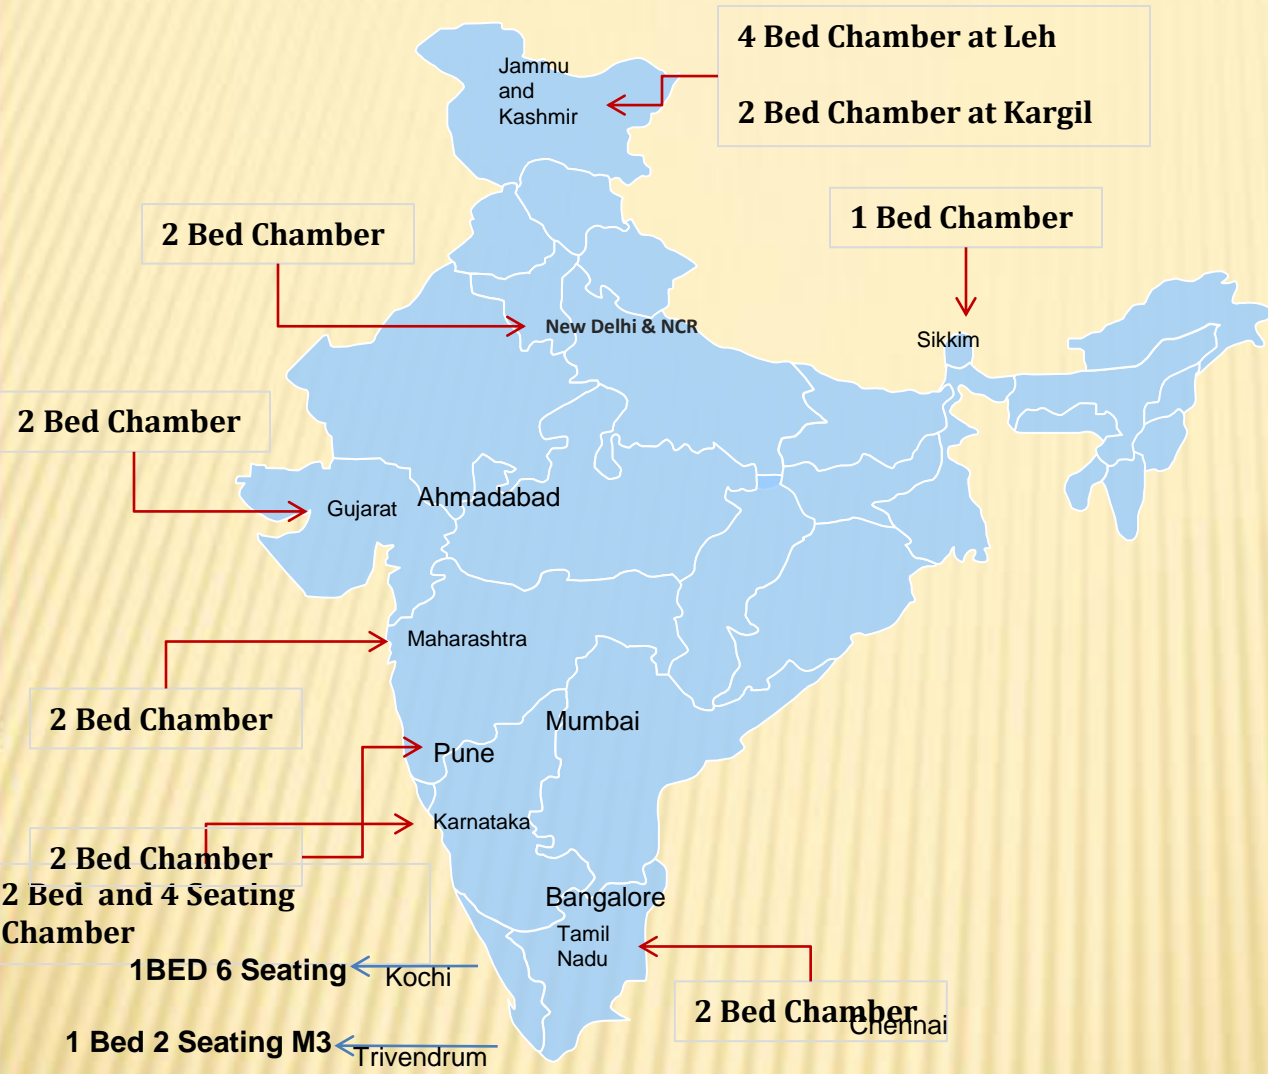 4 Bed Chamber at Leh
2 Bed Chamber at Kargil
Jammu
and
Kashmir
2 Bed Chamber
1 Bed Chamber
New Delhi & NCR
Sikkim
2 Bed Chamber
Gujarat
Ahmadabad
Maharashtra
2 Bed Chamber
Mumbai
Pune
Karnataka
2 Bed Chamber
2 Bed and 4 Seating
Chamber
Bangalore
Tamil
Nadu
1BED 6 Seating
Kochi
2 Bed Chamber
Chennai
1 Bed 2 Seating M3
Trivendrum